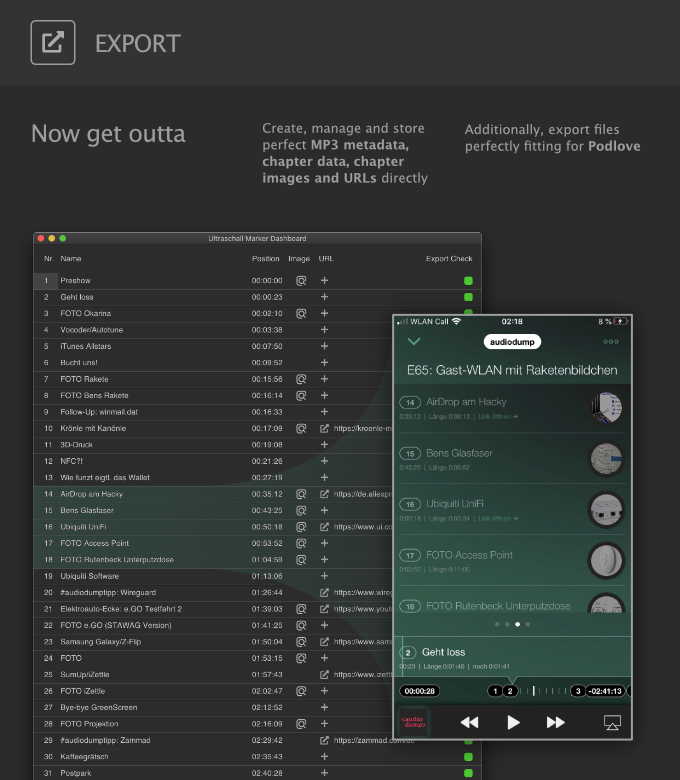 EXPORT
Now get outta
Create, manage and store
perfect MP3 metadata,
chapter data, chapter
images and URLs directly
Additionally, export files
perfectly fitting for Podlove
Ultraschall Marker Dashboard
Nr. Name Position Image URL Export Check
1 Preshow 00:00:00
2 Geht loss 00:00:23
3 FOTO Okarina 00:02:10
4 Vocoder/Autotune 00:03:38
5 iTunes Allstars 00:07:50
6 Bucht uns! 00:09:52
7 FOTO Rakete 00:15:56
8 FOTO Bens Rakete 00:16:14
9 Follow-Up: winmail.dat 00:16:33
10 Krönle mit Kanönle 00:17:09 https://kroenle-m
11 3D-Druck 00:19:08
12 NFC?! 00:21:26
13 Wie funzt eigtl. das Wallet 00:27:19
14 AirDrop am Hacky 00:35:12 https://de.aliexpr
15 Bens Glasfaser 00:43:25
16 Ubiquiti UniFi 00:50:18 https://www.ui.co
17 FOTO Access Point 00:53:52
18 FOTO Rutenbeck Unterputzdose 01:04:59
19 Ubiquiti Software 01:13:06
20 #audiodumptipp: Wireguard 01:26:44 https://www.wireg
21 Elektroauto-Ecke: e.GO Testfahrt 2 01:39:03 https://www.yout
22 FOTO e.GO (STAWAG Version) 01:41:25
23 Samsung Galaxy/Z-Flip 01:50:04 https://www.sam
24 FOTO 01:53:15
25 SumUp/iZettle 01:57:43 https://www.izettl
26 FOTO iZettle 02:02:47
27 Bye-bye GreenScreen 02:12:52
28 FOTO Projektion 02:16:09
29 #audiodumptipp: Zammad 02:29:42 https://zammad.com/de
30 Kaffeegrätsch 02:35:43
31 Postpark 02:40:28
WLAN Call 02:18 8 %
audiodump
E65: Gast-WLAN mit Raketenbildchen
14 AirDrop am Hacky
0:35:12 | Länge 0:08:13 | Link öffnen
15 Bens Glasfaser
0:43:25 | Länge 0:06:52
16 Ubiquiti UniFi
0:50:18 | Länge 0:03:34 | Link öffnen
17 FOTO Access Point
0:53:52 | Länge 0:11:06
18 FOTO Rutenbeck Unterputzdose
2 Geht loss
00:23 | Länge 0:01:46 | noch 0:01:41
00:00:28 1 2 3 -02:41:13
<audio
dump>